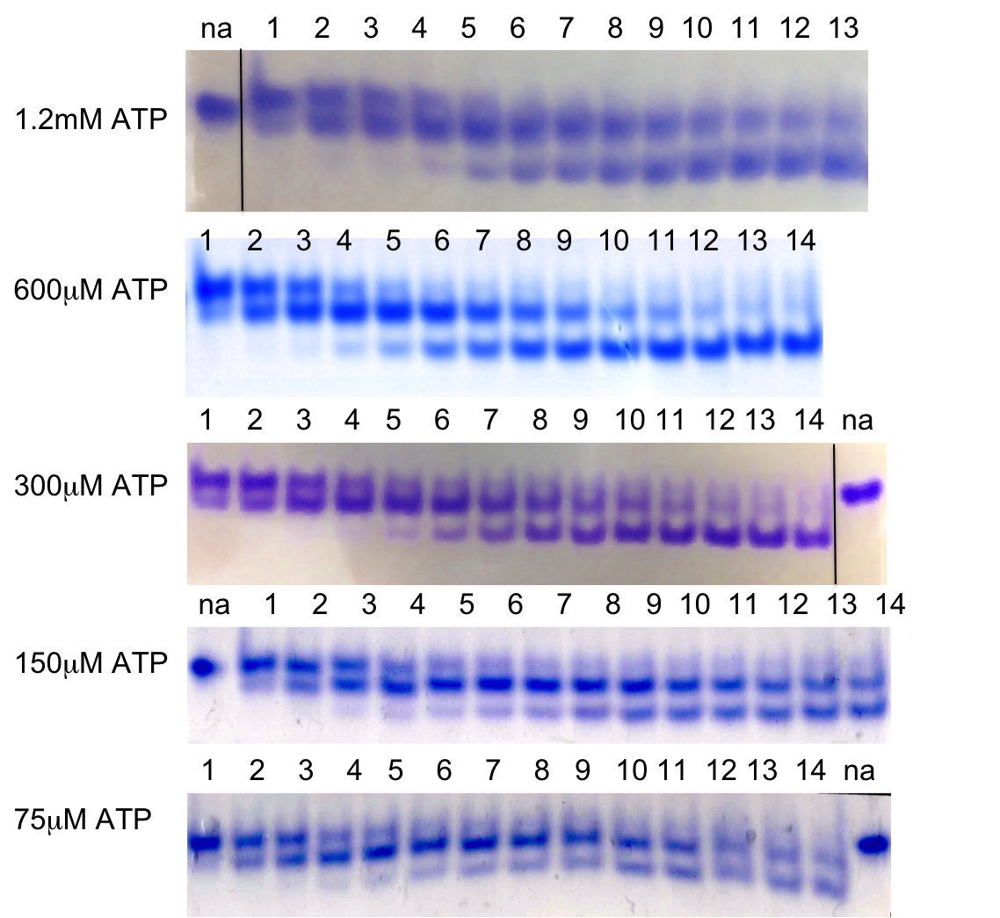 na 1 2 3 4 5 6 7 8 9 10 11 12 13
1.2mM ATP
1 2 3 4 5 6 7 8 9 10 11 12 13 14
600μM ATP
1 2 3 4 5 6 7 8 9 10 11 12 13 14 na
300μM ATP
na 1 2 3 4 5 6 7 8 9 10 11 12 13 14
150μM ATP
1 2 3 4 5 6 7 8 9 10 11 12 13 14 na
75μM ATP